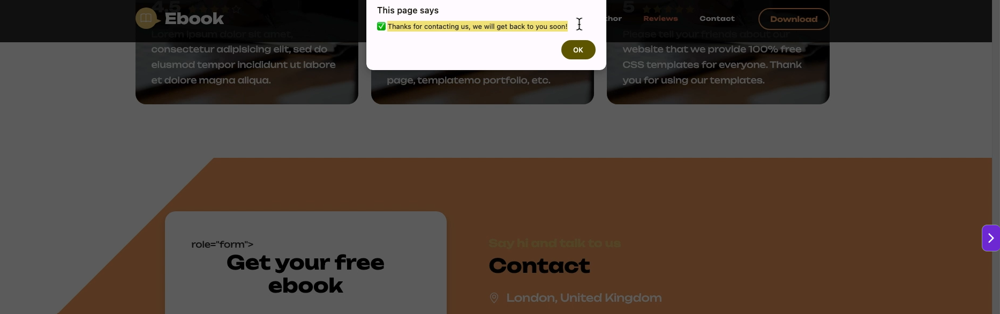 This page says
✅ Thanks for contacting us, we will get back to you soon!
OK
4.5
5
Ebook
thor
Reviews
Contact
Download
Lorem ipsum dolor sit amet,
consectetur adipisicing elit, sed do
eiusmod tempor incididunt ut labore
et dolore magna aliqua.
page, templatemo portfolio, etc.
Please tell your friends about our
website that we provide 100% free
CSS templates for everyone. Thank
you for using our templates.
role="form">
Get your free
ebook
Say hi and talk to us
Contact
London, United Kingdom